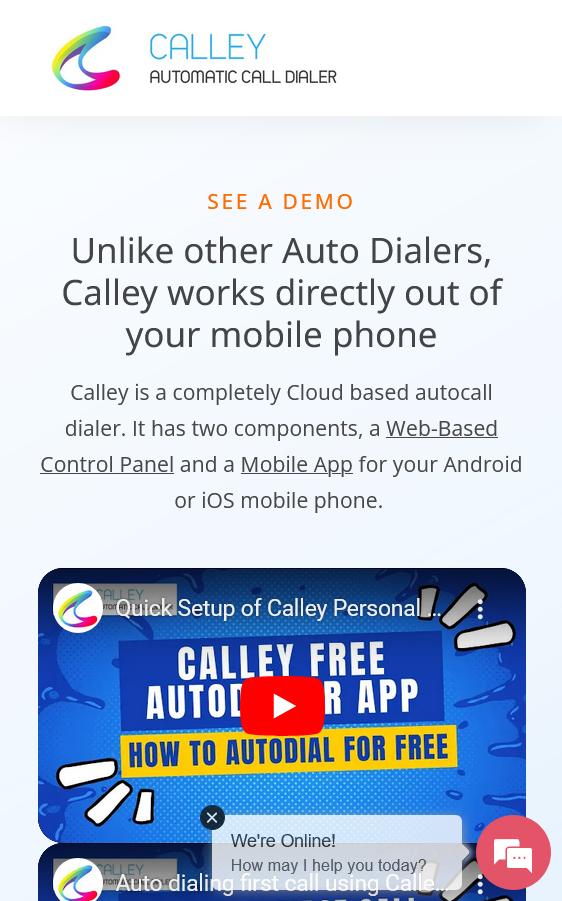 CALLEY
AUTOMATIC CALL DIALER
SEE A DEMO
Unlike other Auto Dialers,
Calley works directly out of
your mobile phone
Calley is a completely Cloud based autocall
dialer. It has two components, a Web-Based
Control Panel and a Mobile App for your Android
or iOS mobile phone.
Quick Setup of Calley Personal ...
CALLEY FREE
APP
HOW TO AUTODIAL FOR FREE
We're Online!
How may I help you today?
Auto dialing first call using Calle...